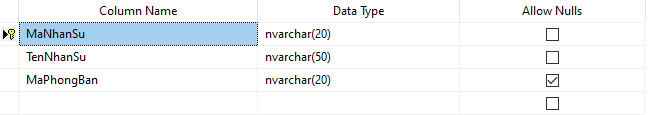 Column Name Data Type Allow Nulls
MaNhanSu nvarchar(20)
TenNhanSu nvarchar(50)
MaPhongBan nvarchar(20)